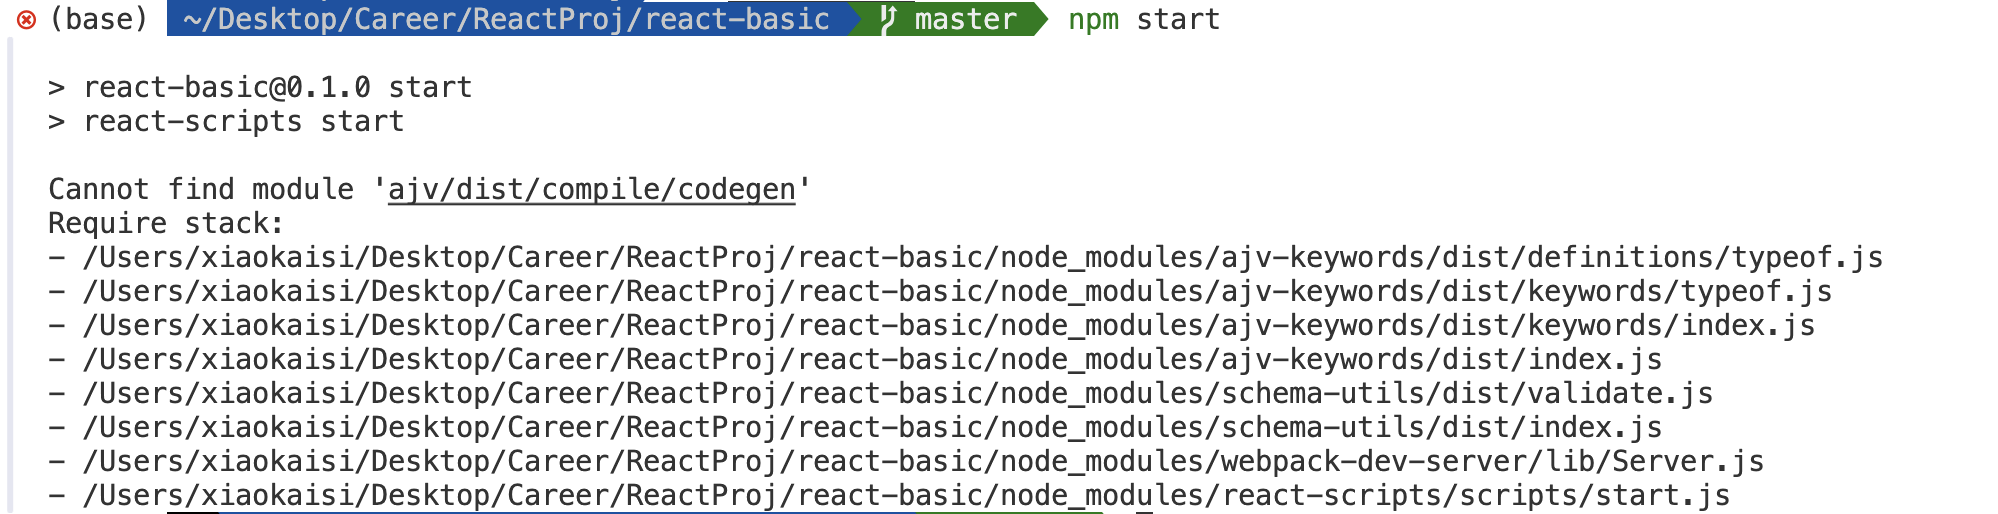 (base) ~/Desktop/Career/ReactProj/react-basic master npm start
> react-basic@0.1.0 start
> react-scripts start
Cannot find module 'ajv/dist/compile/codegen'
Require stack:
- /Users/xiaokaisi/Desktop/Career/ReactProj/react-basic/node_modules/ajv-keywords/dist/definitions/typeof.js
- /Users/xiaokaisi/Desktop/Career/ReactProj/react-basic/node_modules/ajv-keywords/dist/keywords/typeof.js
- /Users/xiaokaisi/Desktop/Career/ReactProj/react-basic/node_modules/ajv-keywords/dist/keywords/index.js
- /Users/xiaokaisi/Desktop/Career/ReactProj/react-basic/node_modules/ajv-keywords/dist/index.js
- /Users/xiaokaisi/Desktop/Career/ReactProj/react-basic/node_modules/schema-utils/dist/validate.js
- /Users/xiaokaisi/Desktop/Career/ReactProj/react-basic/node_modules/schema-utils/dist/index.js
- /Users/xiaokaisi/Desktop/Career/ReactProj/react-basic/node_modules/webpack-dev-server/lib/Server.js
- /Users/xiaokaisi/Desktop/Career/ReactProj/react-basic/node_modules/react-scripts/scripts/start.js